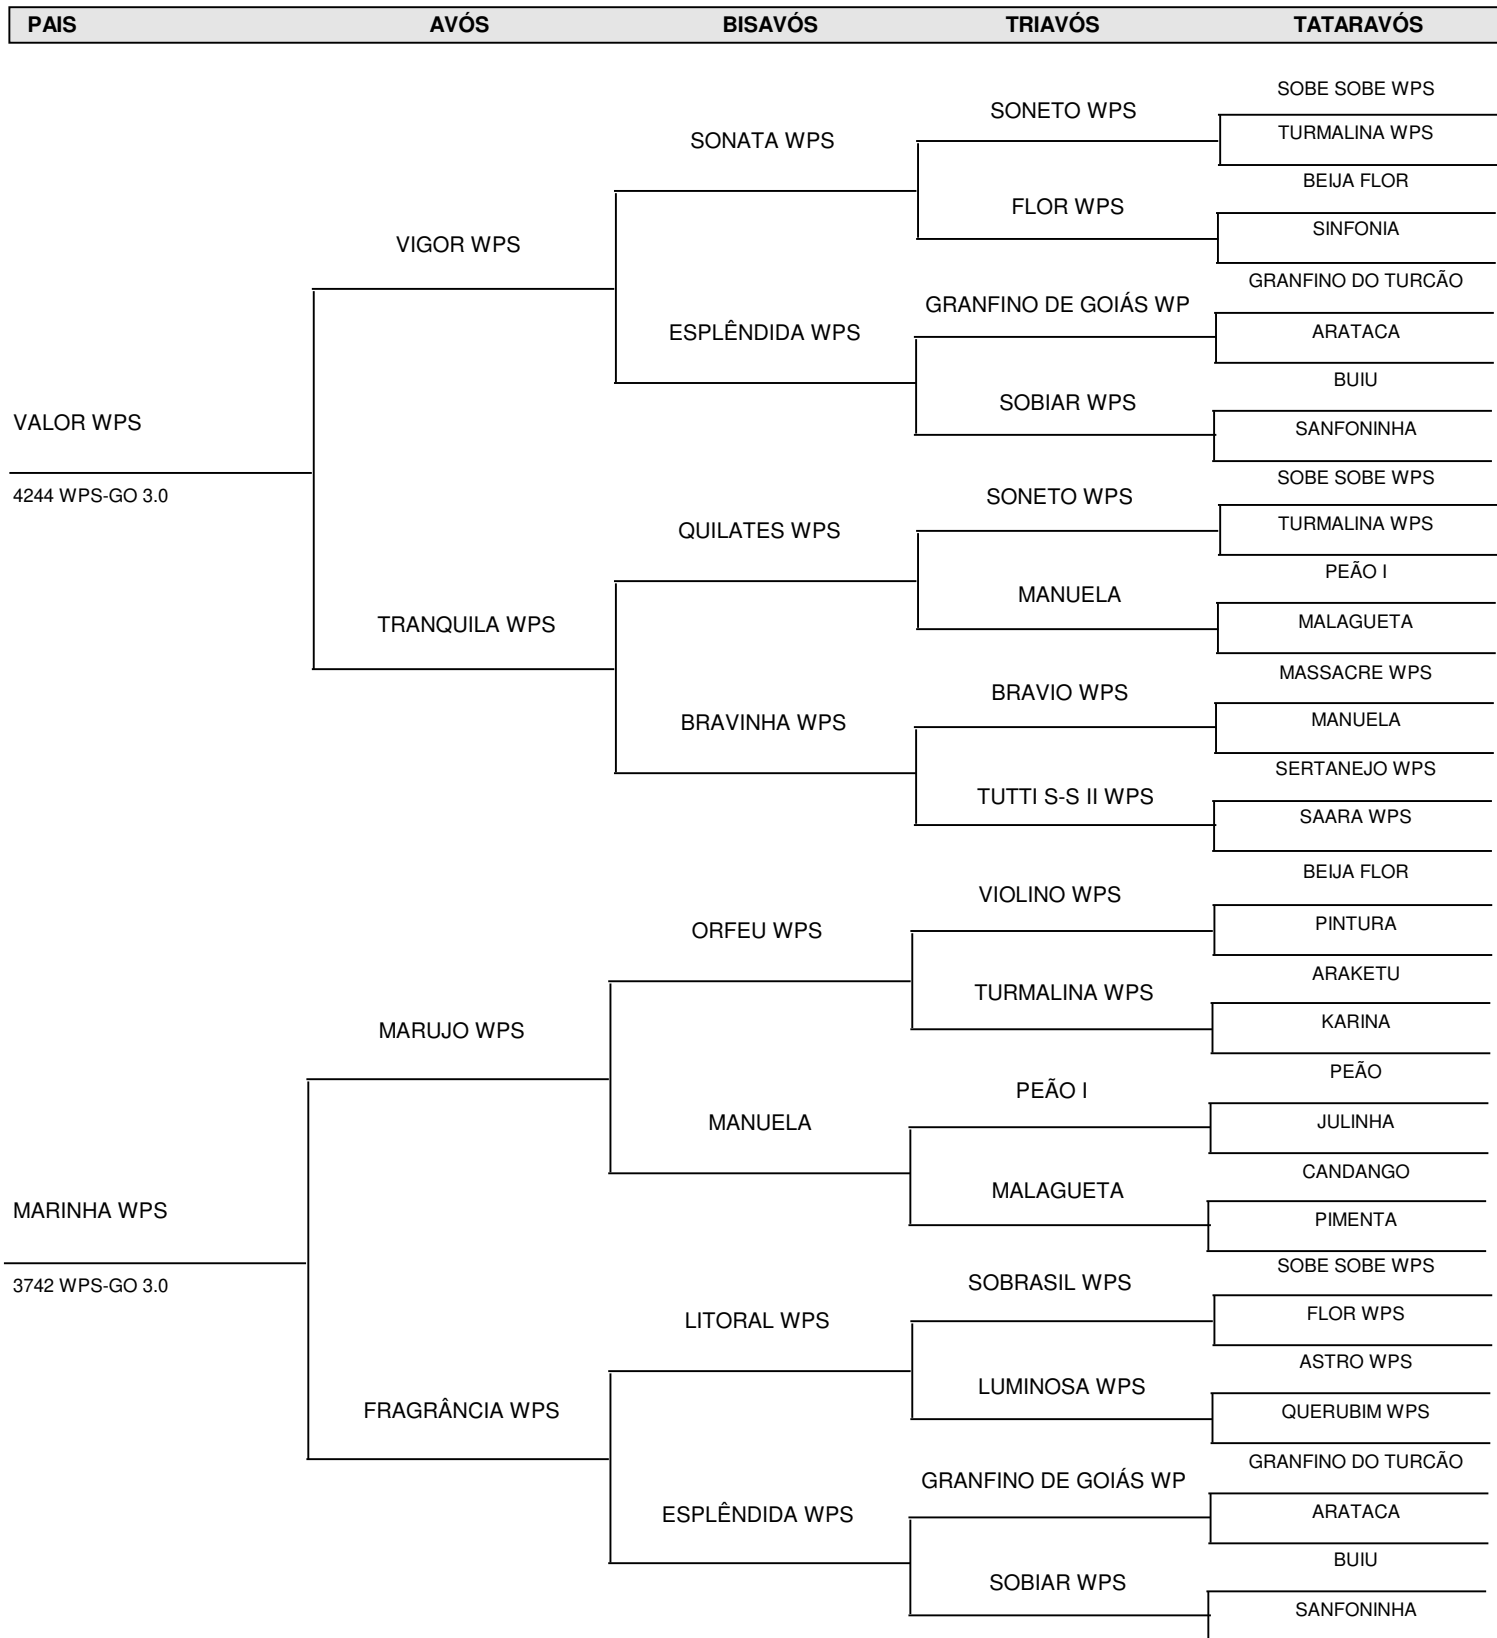 PAIS AVÓS BISAVÓS TRIAVÓS TATARAVÓS
SOBE SOBE WPS
SONETO WPS
TURMALINA WPS
SONATA WPS
BEIJA FLOR
FLOR WPS
SINFONIA
VIGOR WPS
GRANFINO DO TURCÃO
GRANFINO DE GOIÁS WP
ARATACA
ESPLÊNDIDA WPS
BUIU
SOBIAR WPS
VALOR WPS
SANFONINHA
SOBE SOBE WPS
4244 WPS-GO 3.0
SONETO WPS
TURMALINA WPS
QUILATES WPS
PEÃO I
MANUELA
MALAGUETA
TRANQUILA WPS
MASSACRE WPS
BRAVIO WPS
MANUELA
BRAVINHA WPS
SERTANEJO WPS
TUTTI S-S II WPS
SAARA WPS
BEIJA FLOR
VIOLINO WPS
PINTURA
ORFEU WPS
ARAKETU
TURMALINA WPS
KARINA
MARUJO WPS
PEÃO
PEÃO I
JULINHA
MANUELA
CANDANGO
MALAGUETA
MARINHA WPS
PIMENTA
SOBE SOBE WPS
SOBRASIL WPS
3742 WPS-GO 3.0
FLOR WPS
LITORAL WPS
ASTRO WPS
LUMINOSA WPS
FRAGRÂNCIA WPS
QUERUBIM WPS
GRANFINO DO TURCÃO
GRANFINO DE GOIÁS WP
ARATACA
ESPLÊNDIDA WPS
BUIU
SOBIAR WPS
SANFONINHA